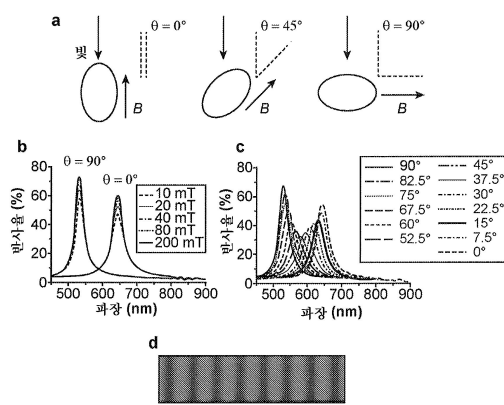 a
θ = 0°
θ = 45°
θ = 90°
빛
B
B
B
b
θ = 90°
θ = 0°
반사율 (%)
80
60
40
20
0
10 mT
20 mT
40 mT
80 mT
200 mT
500 600 700 800 900
파장 (nm)
c
반사율 (%)
80
60
40
20
0
500 600 700 800 900
파장 (nm)
90°
82.5°
75°
67.5°
60°
52.5°
45°
37.5°
30°
22.5°
15°
7.5°
0°
d